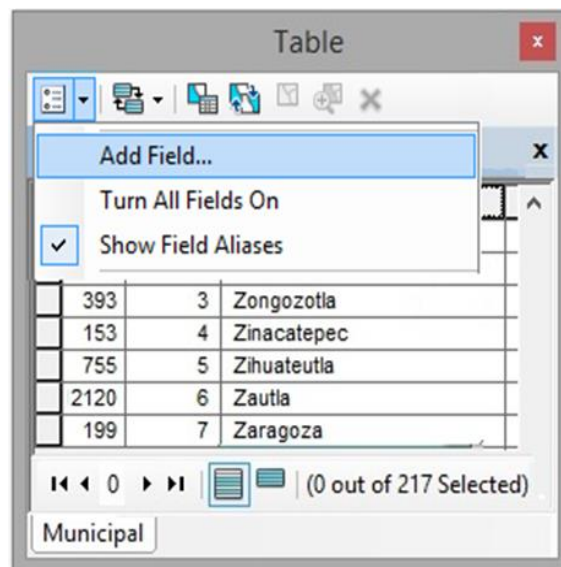 Table
x
Add Field...
x
Turn All Fields On
Show Field Aliases
393 3 Zongozotla
153 4 Zinacatepec
755 5 Zihuateutla
2120 6 Zautla
199 7 Zaragoza
0 (0 out of 217 Selected)
Municipal